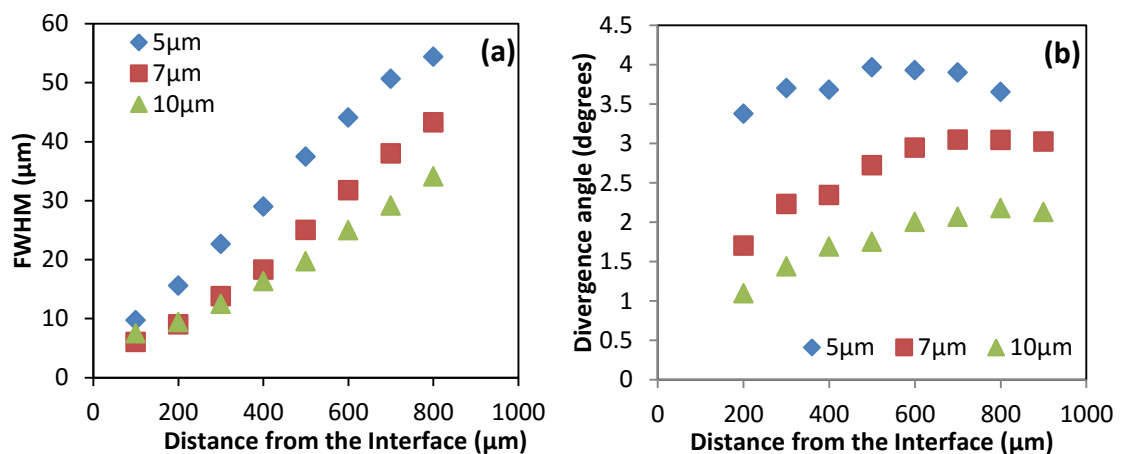 (a)
5µm
7µm
10µm
FWHM (µm)
60
50
40
30
20
10
0
0 200 400 600 800 1000
Distance from the Interface (µm)
(b)
Divergence angle (degrees)
4.5
4
3.5
3
2.5
2
1.5
1
0.5
0
5µm 7µm 10µm
0 200 400 600 800 1000
Distance from the Interface (µm)